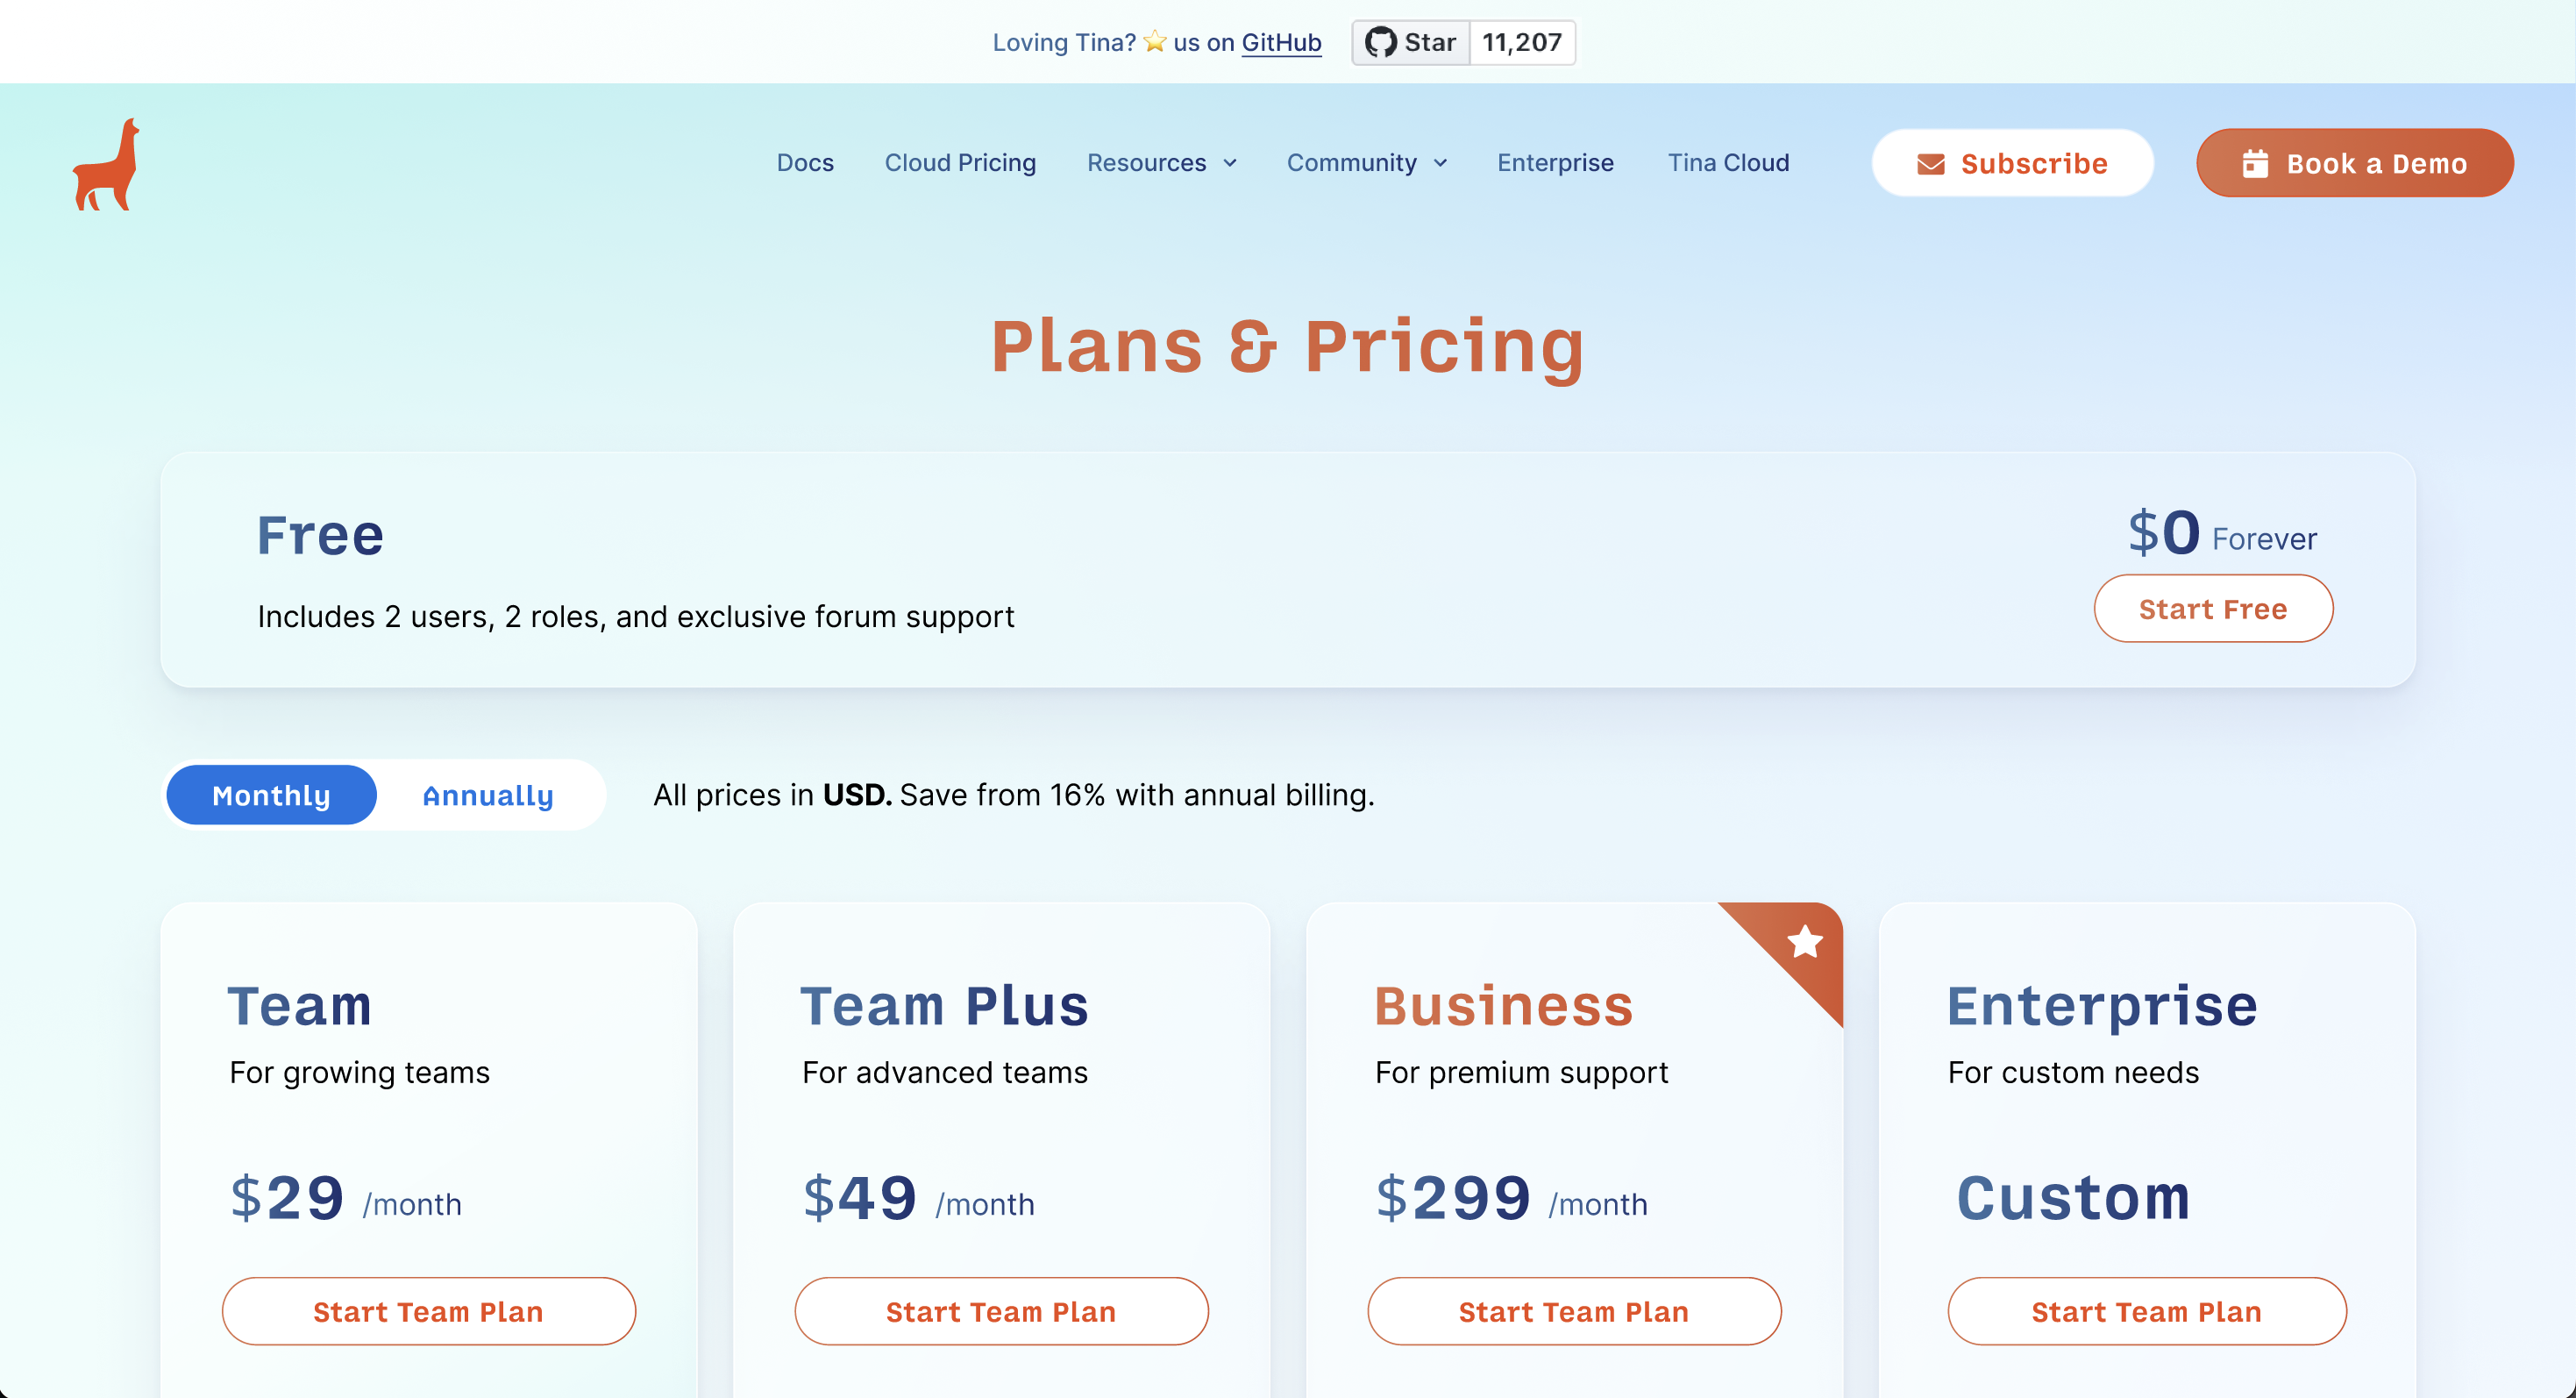 Loving Tina? ⭐ us on GitHub Star 11,207
Docs Cloud Pricing Resources Community Enterprise Tina Cloud Subscribe Book a Demo
Plans & Pricing
Free
$0 Forever
Includes 2 users, 2 roles, and exclusive forum support
Start Free
Monthly Annually All prices in USD. Save from 16% with annual billing.
Team
For growing teams
$29 /month
Start Team Plan
Team Plus
For advanced teams
$49 /month
Start Team Plan
Business
For premium support
$299 /month
Start Team Plan
Enterprise
For custom needs
Custom
Start Team Plan